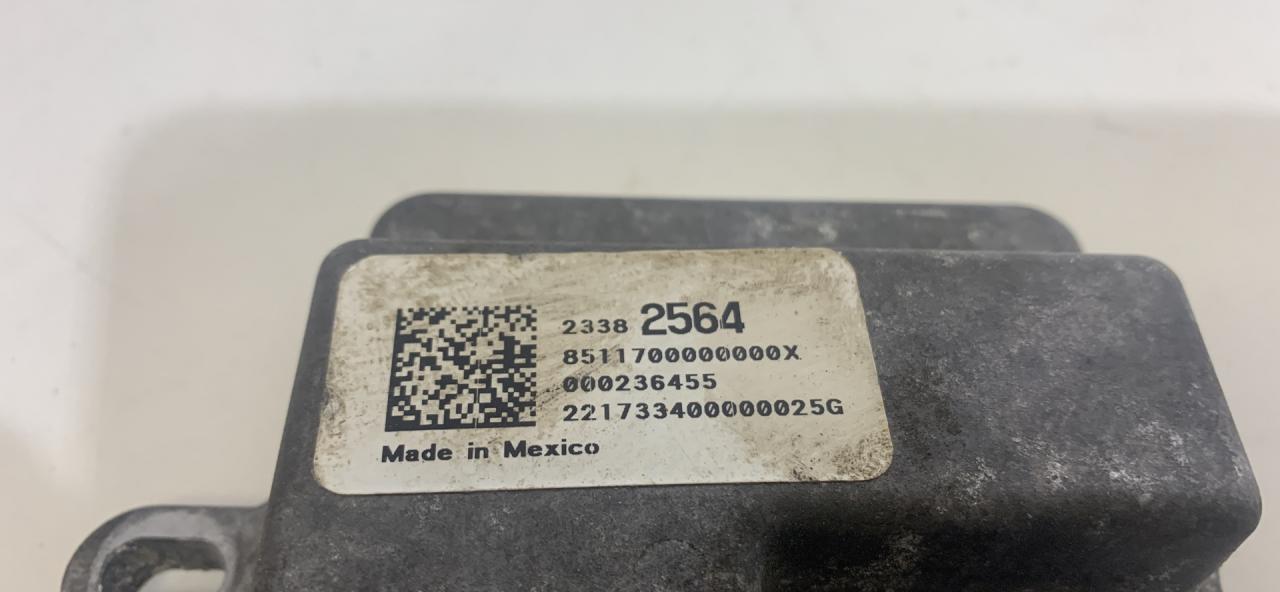 2338 2564
8511700000000X
000236455
221733400000025G
Made in Mexico